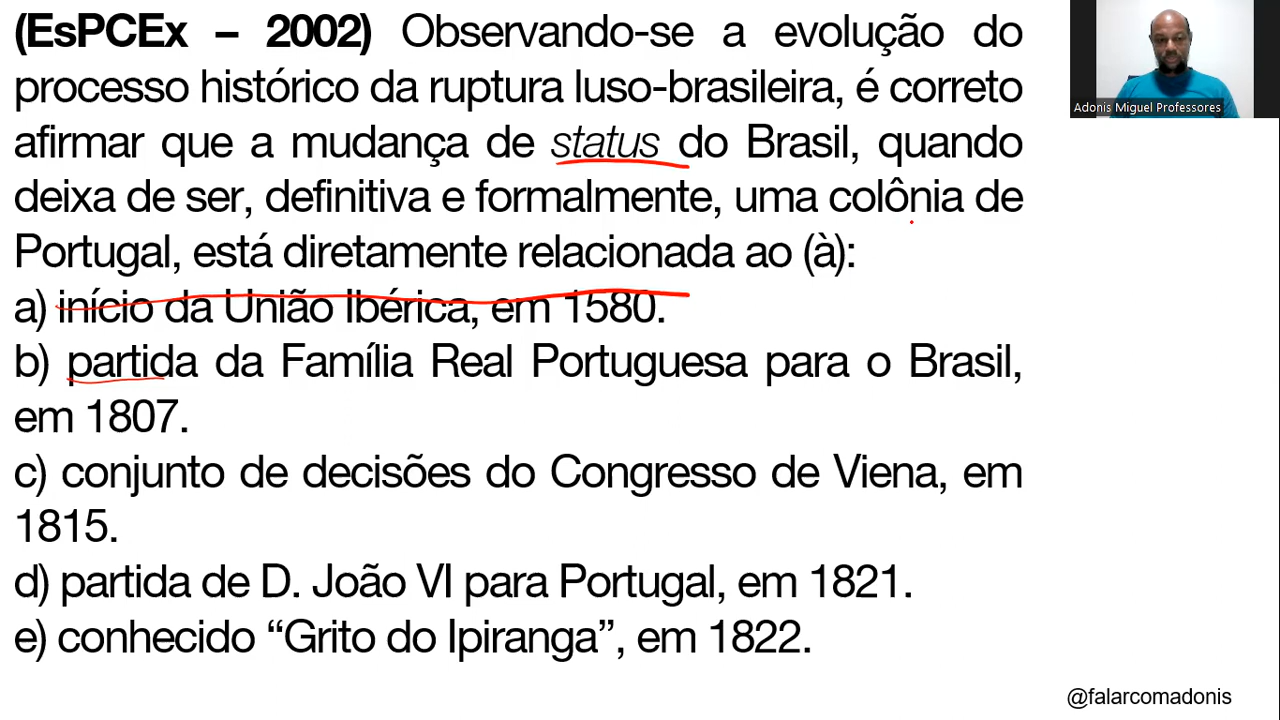 (EsPCEx – 2002) Observando-se a evolução do
processo histórico da ruptura luso-brasileira, é correto
afirmar que a mudança de status do Brasil, quando
deixa de ser, definitiva e formalmente, uma colônia de
Portugal, está diretamente relacionada ao (à):
a) início da União Ibérica, em 1580.
b) partida da Família Real Portuguesa para o Brasil,
em 1807.
c) conjunto de decisões do Congresso de Viena, em
1815.
d) partida de D. João VI para Portugal, em 1821.
e) conhecido “Grito do Ipiranga”, em 1822.
Adonis Miguel Professores
@falarcomadonis